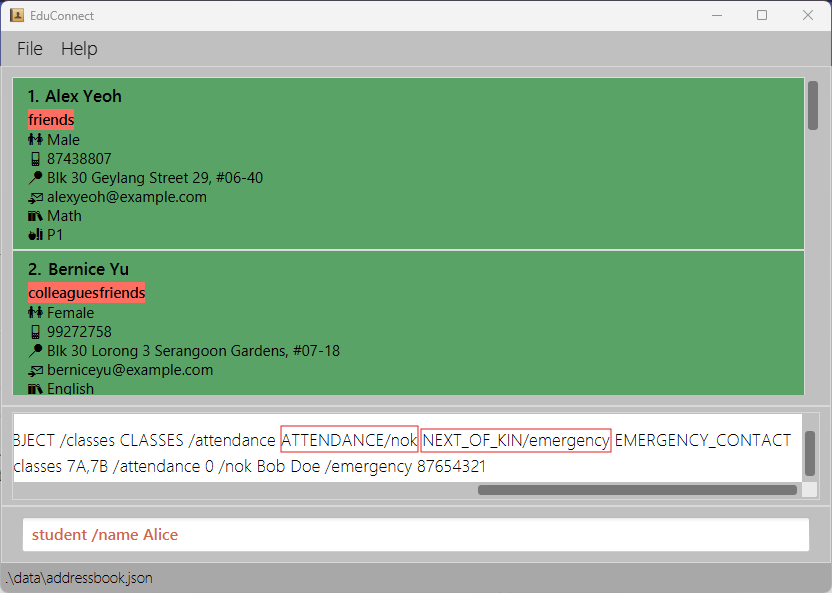 EduConnect
File Help
1. Alex Yeoh
friends
Male
87438807
Blk 30 Geylang Street 29, #06-40
alexyeoh@example.com
Math
P1
2. Bernice Yu
colleaguesfriends
Female
99272758
Blk 30 Lorong 3 Serangoon Gardens, #07-18
berniceyu@example.com
English
BJECT /classes CLASSES /attendance ATTENDANCE/nok NEXT_OF_KIN/emergency EMERGENCY_CONTACT
classes 7A,7B /attendance 0 /nok Bob Doe /emergency 87654321
student /name Alice
.\data\addressbook.json